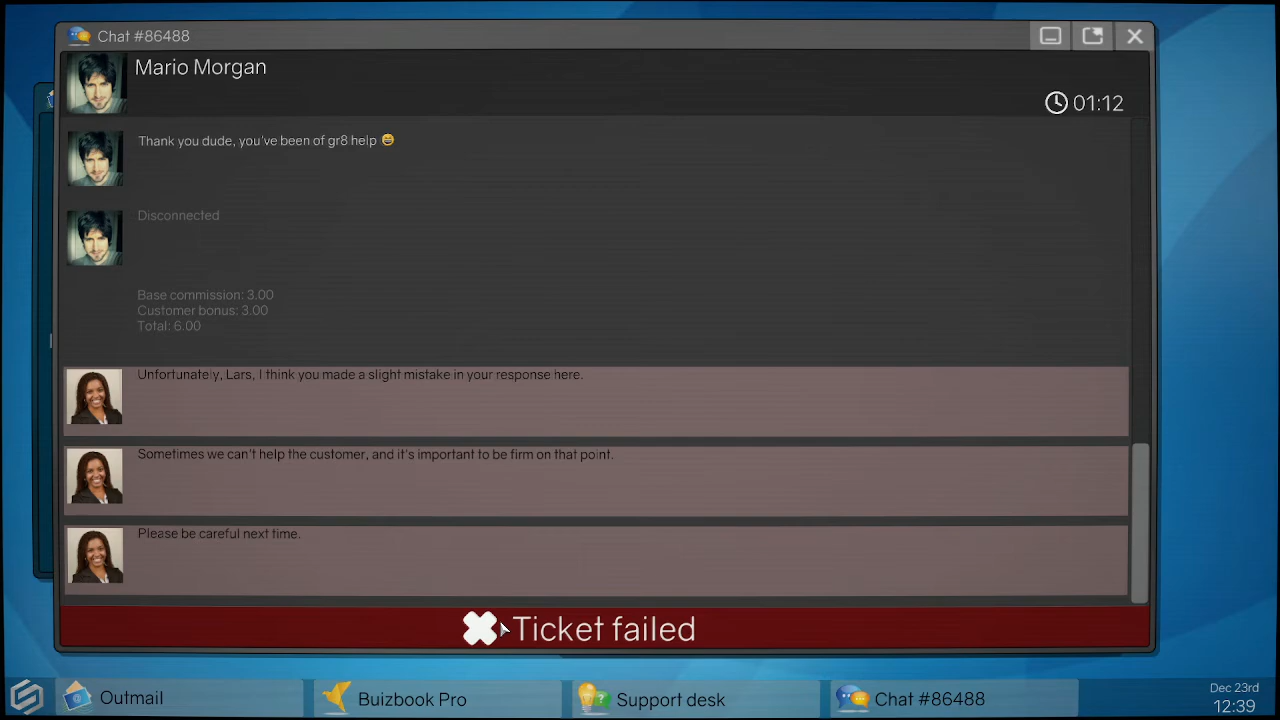 Chat #86488
Mario Morgan
01:12
Thank you dude, you've been of gr8 help
Disconnected
Base commission: 3.00
Customer bonus: 3.00
Total: 6.00
Unfortunately, Lars, I think you made a slight mistake in your response here.
Sometimes we can't help the customer, and it's important to be firm on that point.
Please be careful next time.
Ticket failed
Outmail
Buizbook Pro
Support desk
Chat #86488
Dec 23rd
12:39